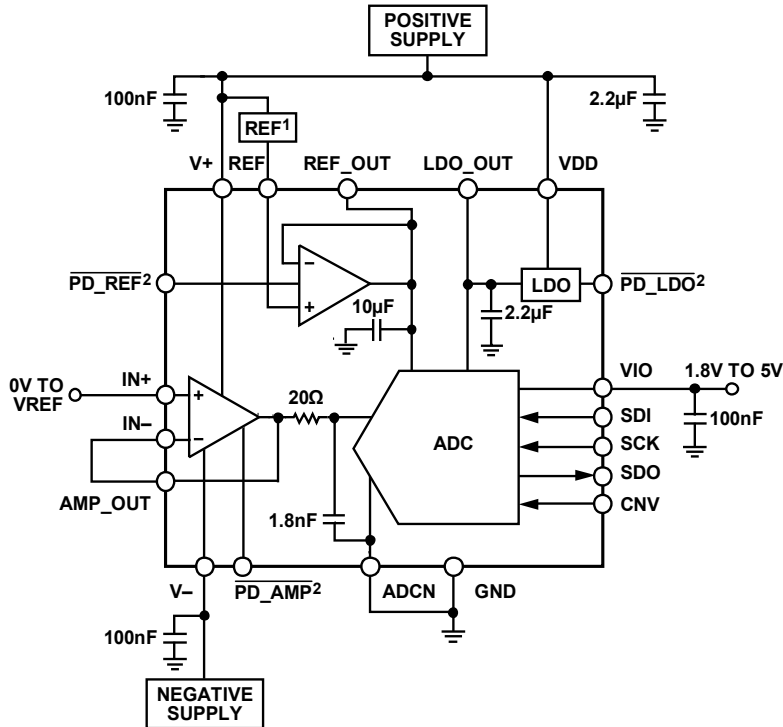 POSITIVE
SUPPLY
100nF
2.2µF
REF¹
V+
REF
REF_OUT
LDO_OUT
VDD
PD_REF²
LDO
PD_LDO²
10µF
2.2µF
0V TO
VREF
IN+
IN–
20Ω
ADC
VIO
1.8V TO 5V
100nF
SDI
SCK
SDO
CNV
AMP_OUT
1.8nF
V–
PD_AMP²
ADCN
GND
100nF
NEGATIVE
SUPPLY